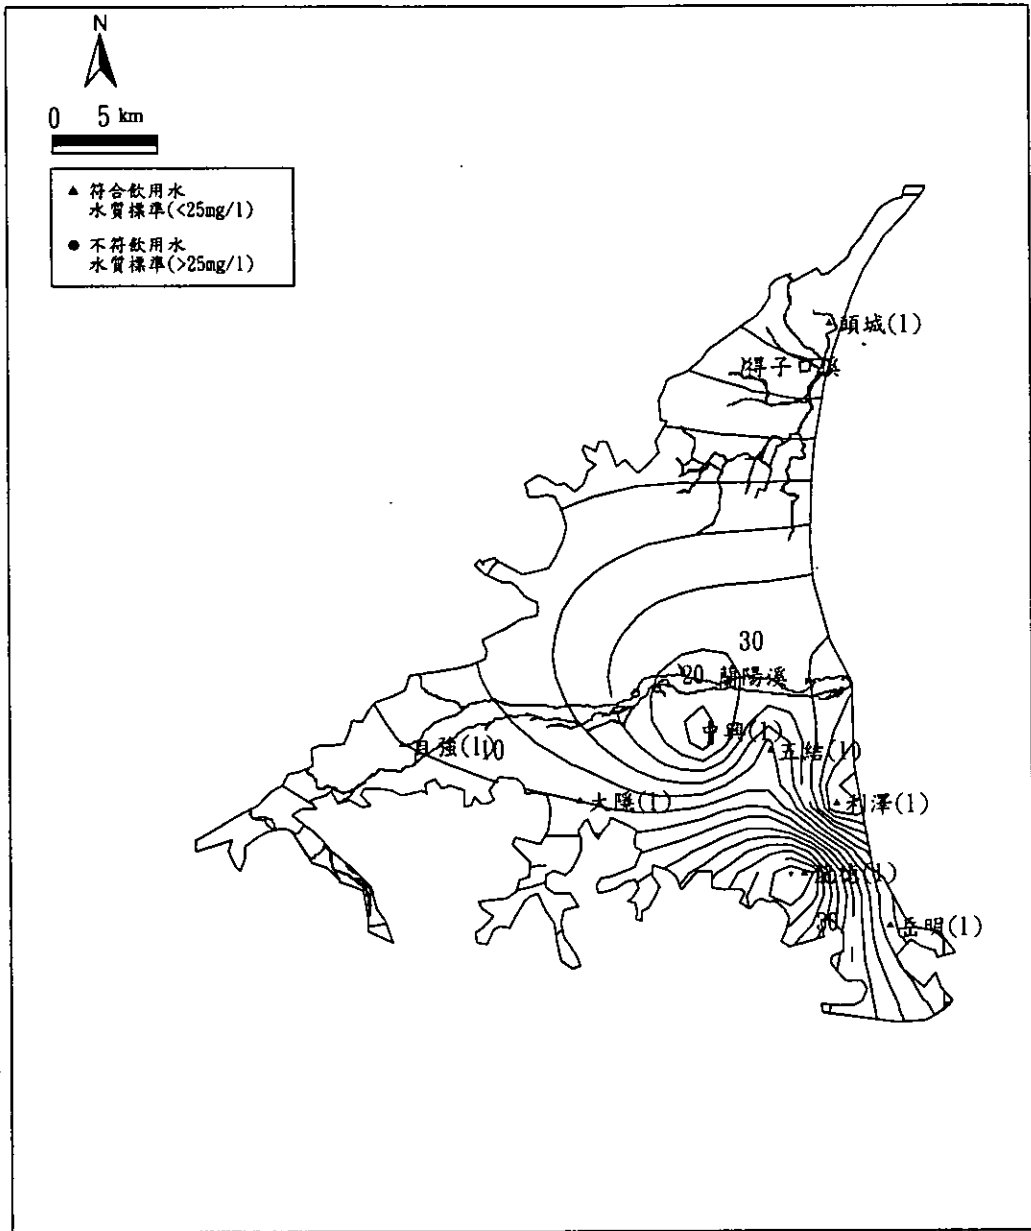 N
0 5 km
▲ 符合飲用水
水質標準(<25mg/l)
● 不符飲用水
水質標準(>25mg/l)
頭城(1)
得子口溪
30
20 蘭陽溪
中興(1)
五結(1)
自強(1)
10
大隱(1)
利澤(1)
(1)
30
岳明(1)